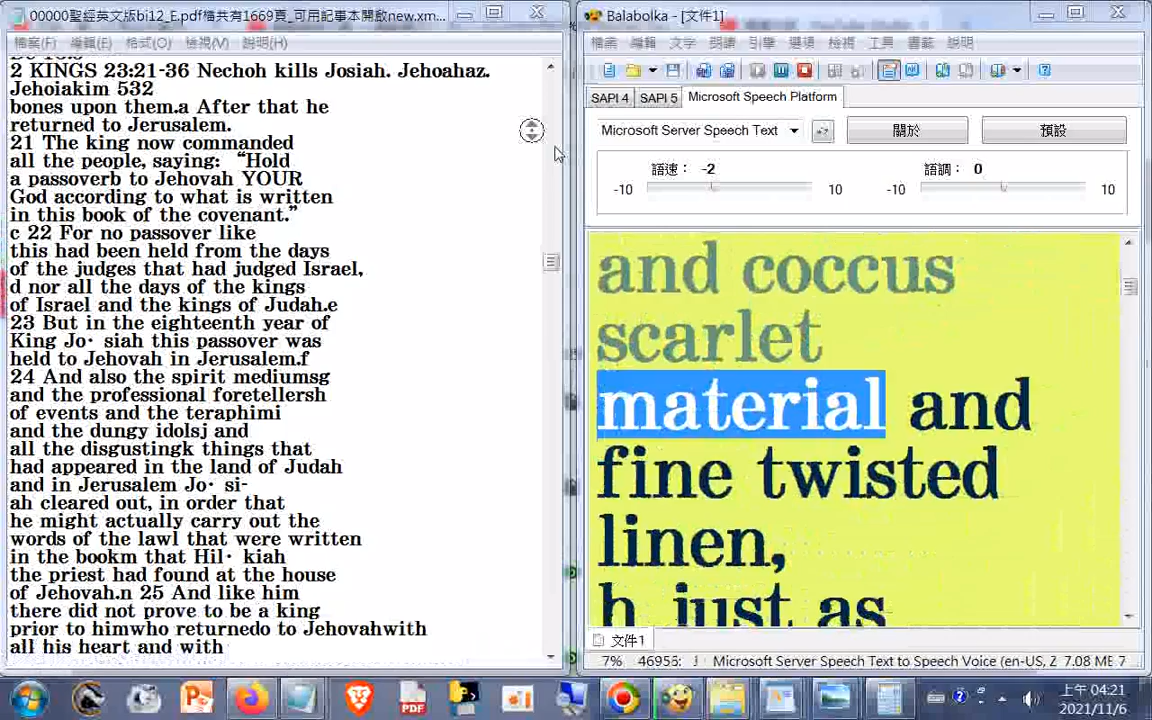 00000聖經英文版bi12_E.pdf檔共有1669頁_可用記事本開啟new.xm...
檔案(F) 編輯(E) 格式(O) 檢視(V) 說明(H)
2 KINGS 23:21-36 Nechoh kills Josiah. Jehoahaz.
Jehoiakim 532
bones upon them.a After that he
returned to Jerusalem.
21 The king now commanded
all the people, saying: “Hold
a passoverb to Jehovah YOUR
God according to what is written
in this book of the covenant.”
c 22 For no passover like
this had been held from the days
of the judges that had judged Israel,
d nor all the days of the kings
of Israel and the kings of Judah.e
23 But in the eighteenth year of
King Jo· siah this passover was
held to Jehovah in Jerusalem.f
24 And also the spirit mediumsg
and the professional foretellersh
of events and the teraphimi
and the dungy idolsj and
all the disgustingk things that
had appeared in the land of Judah
and in Jerusalem Jo· si-
ah cleared out, in order that
he might actually carry out the
words of the lawl that were written
in the bookm that Hil· kiah
the priest had found at the house
of Jehovah.n 25 And like him
there did not prove to be a king
prior to himwho returnedo to Jehovahwith
all his heart and with
Balabolka - [文件1]
檔案 編輯 文字 朗讀 引擎 選項 檢視 工具 書籤 說明
SAPI 4 SAPI 5 Microsoft Speech Platform
Microsoft Server Speech Text
關於 預設
語速： -2 語調： 0
-10 10 -10 10
and coccus
scarlet
material and
fine twisted
linen,
h just as
文件1
7% Microsoft Server Speech Text to Speech Voice (en-US, Z 7.08 ME 7
上午 04:21
2021/11/6